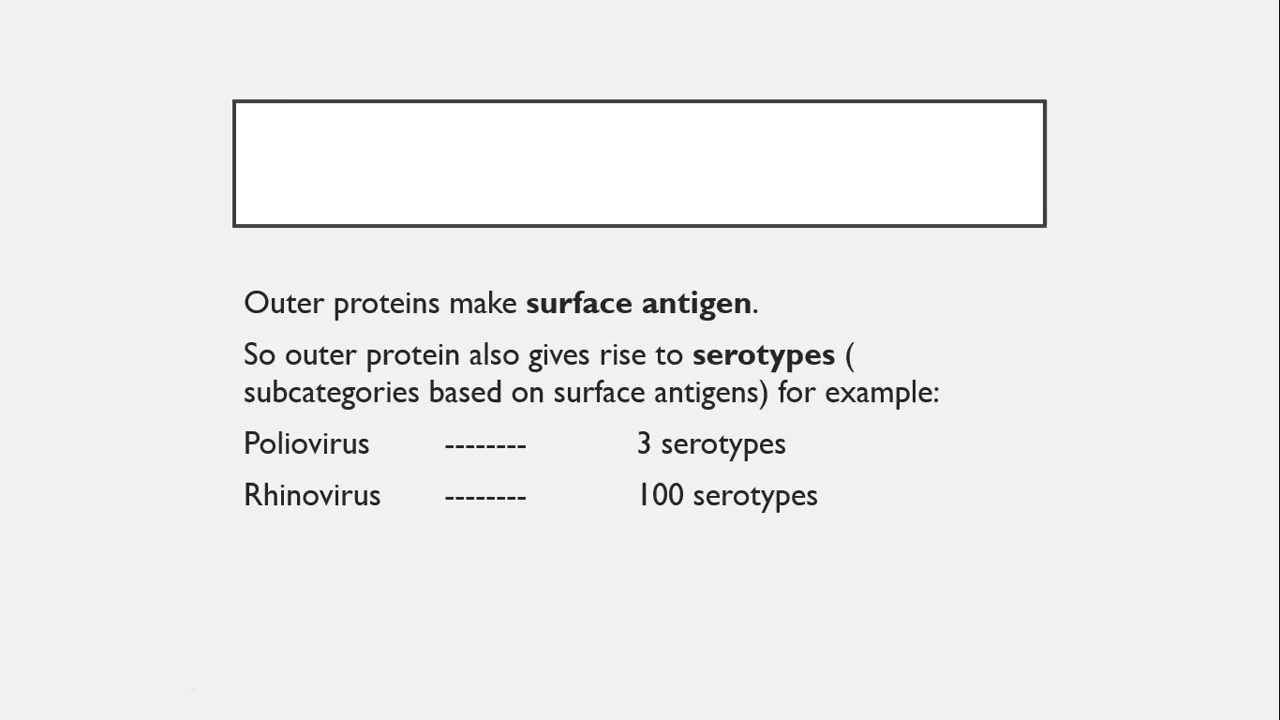 Outer proteins make surface antigen.
So outer protein also gives rise to serotypes (
subcategories based on surface antigens) for example:
Poliovirus -------- 3 serotypes
Rhinovirus -------- 100 serotypes